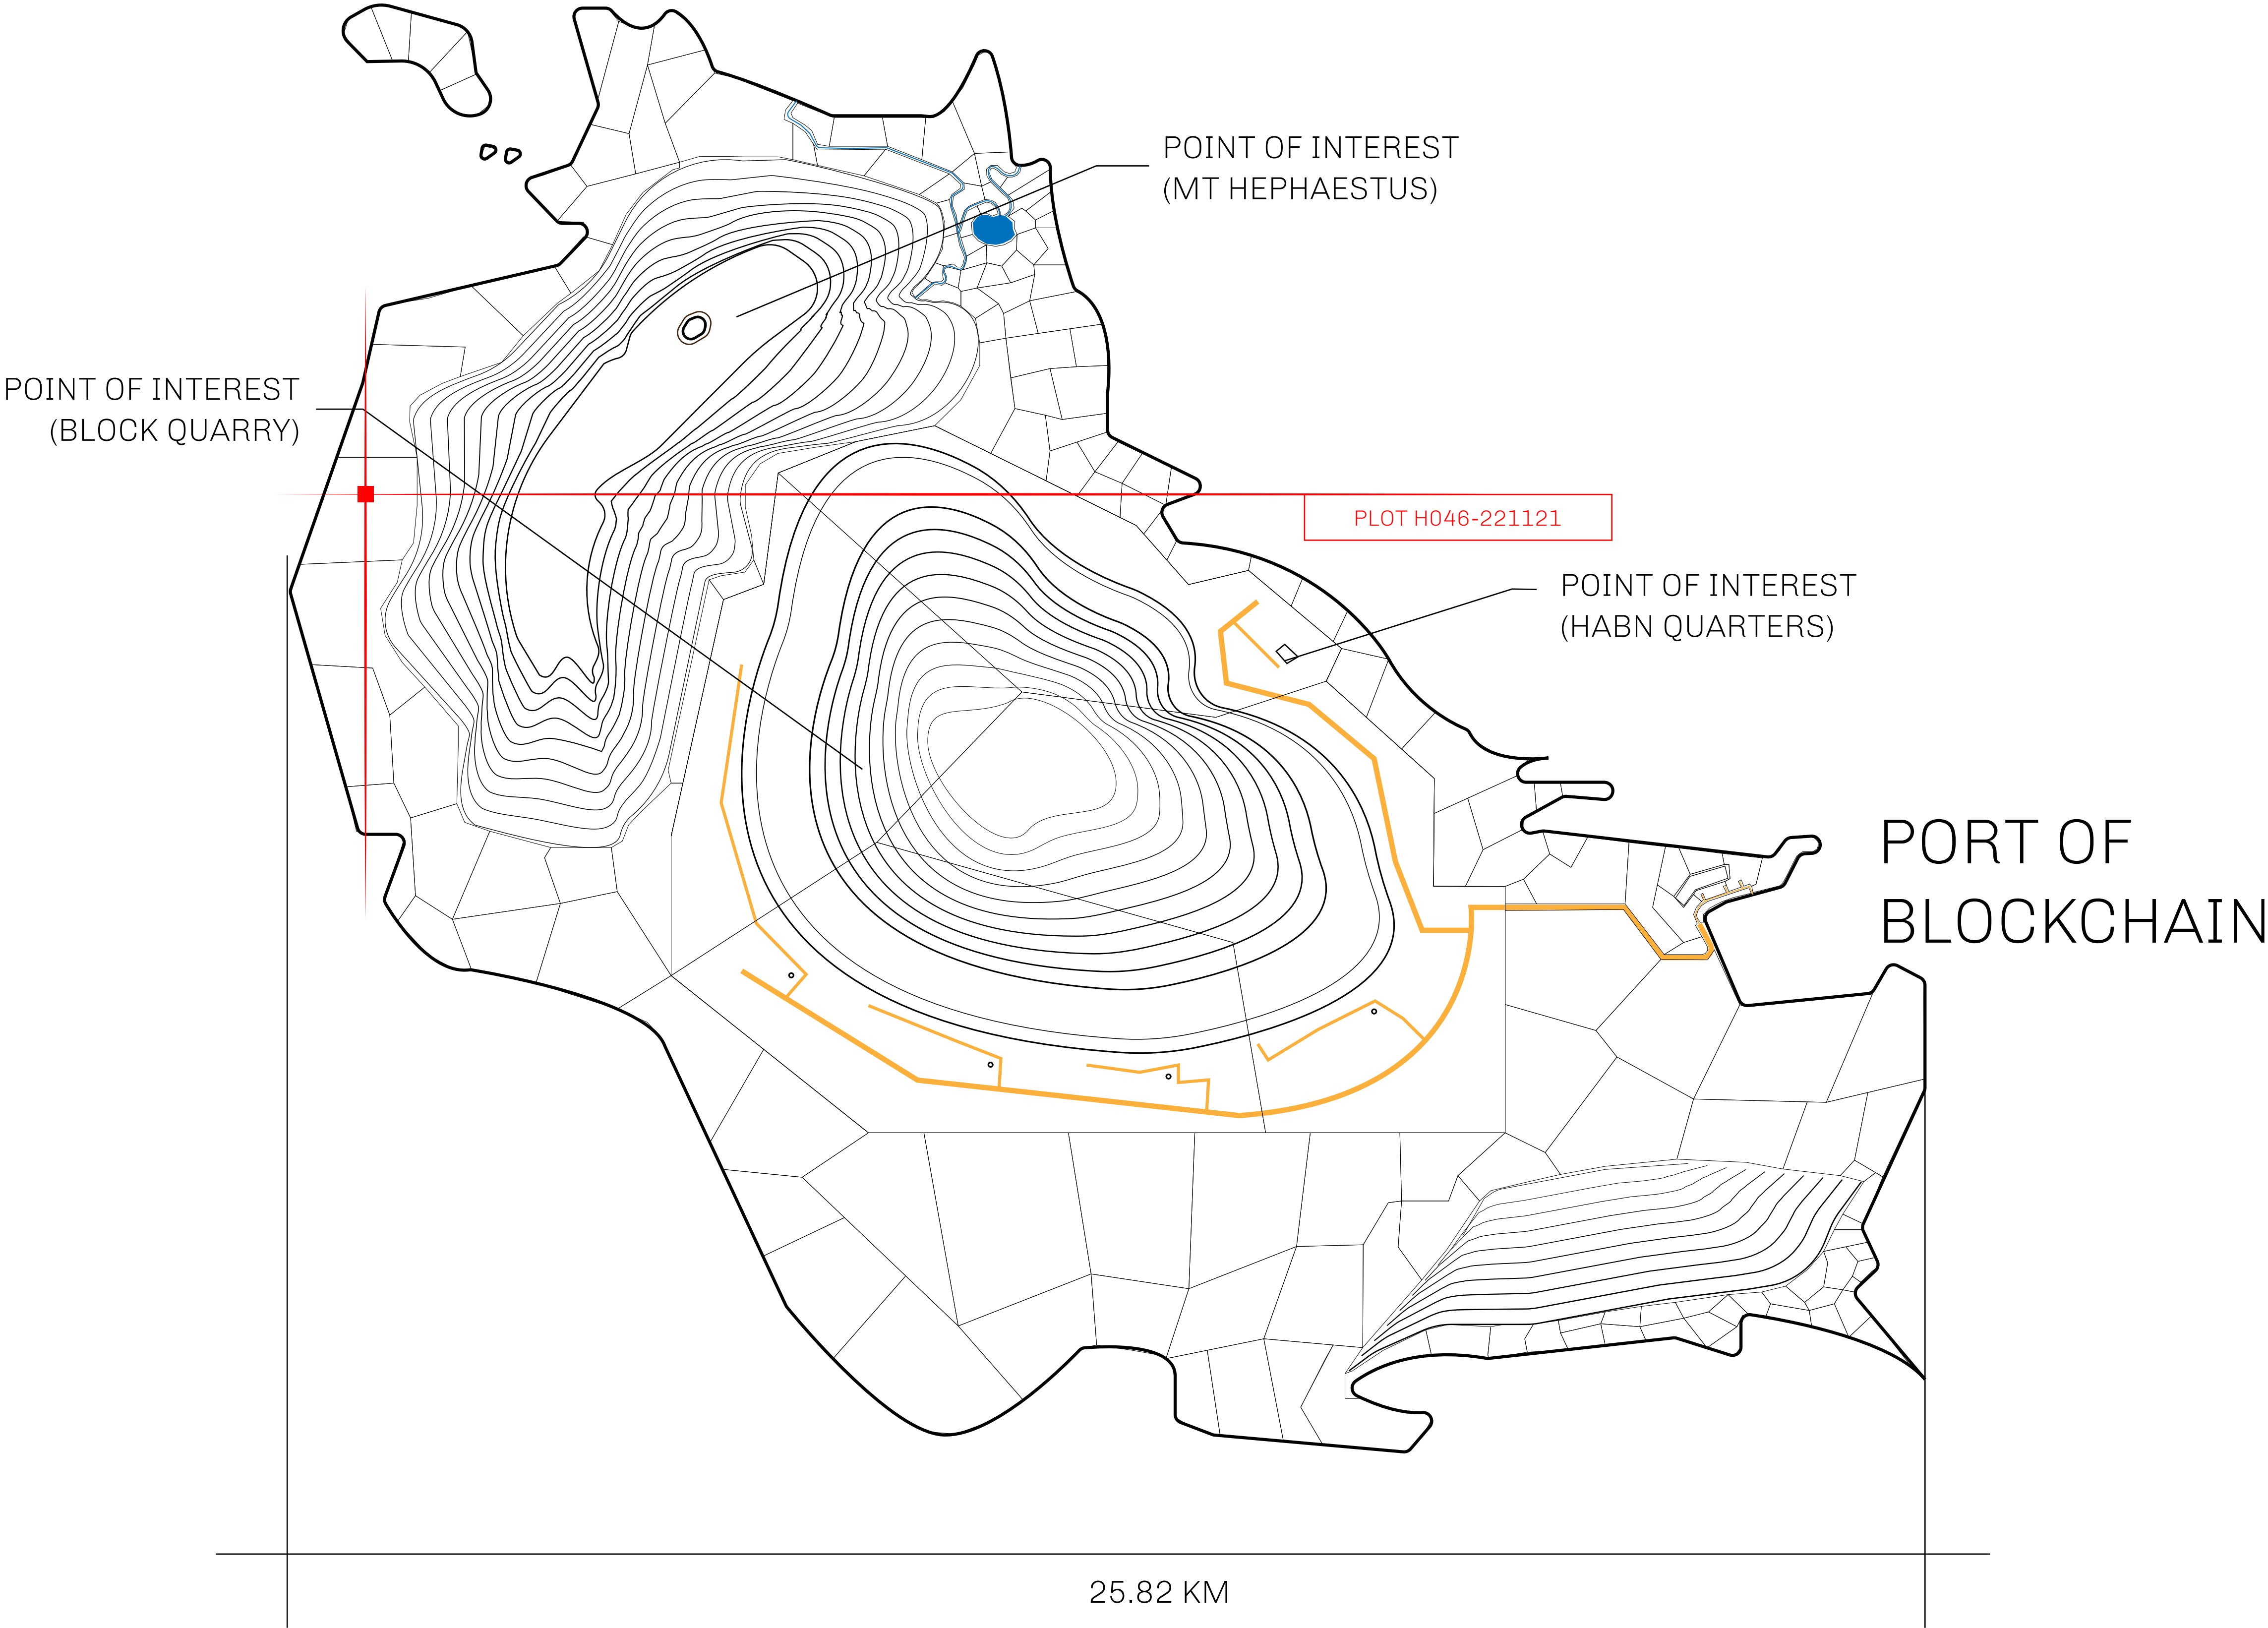 POINT OF INTEREST
(MT HEPHAESTUS)
POINT OF INTEREST
(BLOCK QUARRY)
PLOT H046-221121
POINT OF INTEREST
(HABN QUARTERS)
PORT OF
BLOCKCHAIN
25.82 KM